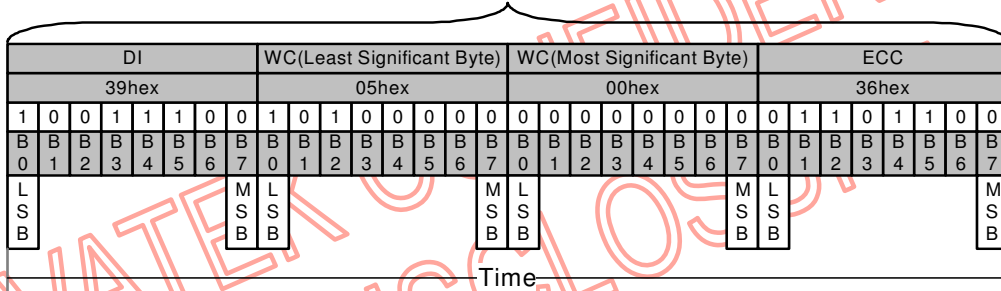 DI WC(Least Significant Byte) WC(Most Significant Byte) ECC
39hex 05hex 00hex 36hex
1 0 0 1 1 1 0 0 1 0 1 0 0 0 0 0 0 0 0 0 0 0 0 0 0 1 1 0 1 1 0 0
B0 B1 B2 B3 B4 B5 B6 B7 B0 B1 B2 B3 B4 B5 B6 B7 B0 B1 B2 B3 B4 B5 B6 B7 B0 B1 B2 B3 B4 B5 B6 B7
LSB MSB LSB MSB LSB MSB LSB MSB
Time